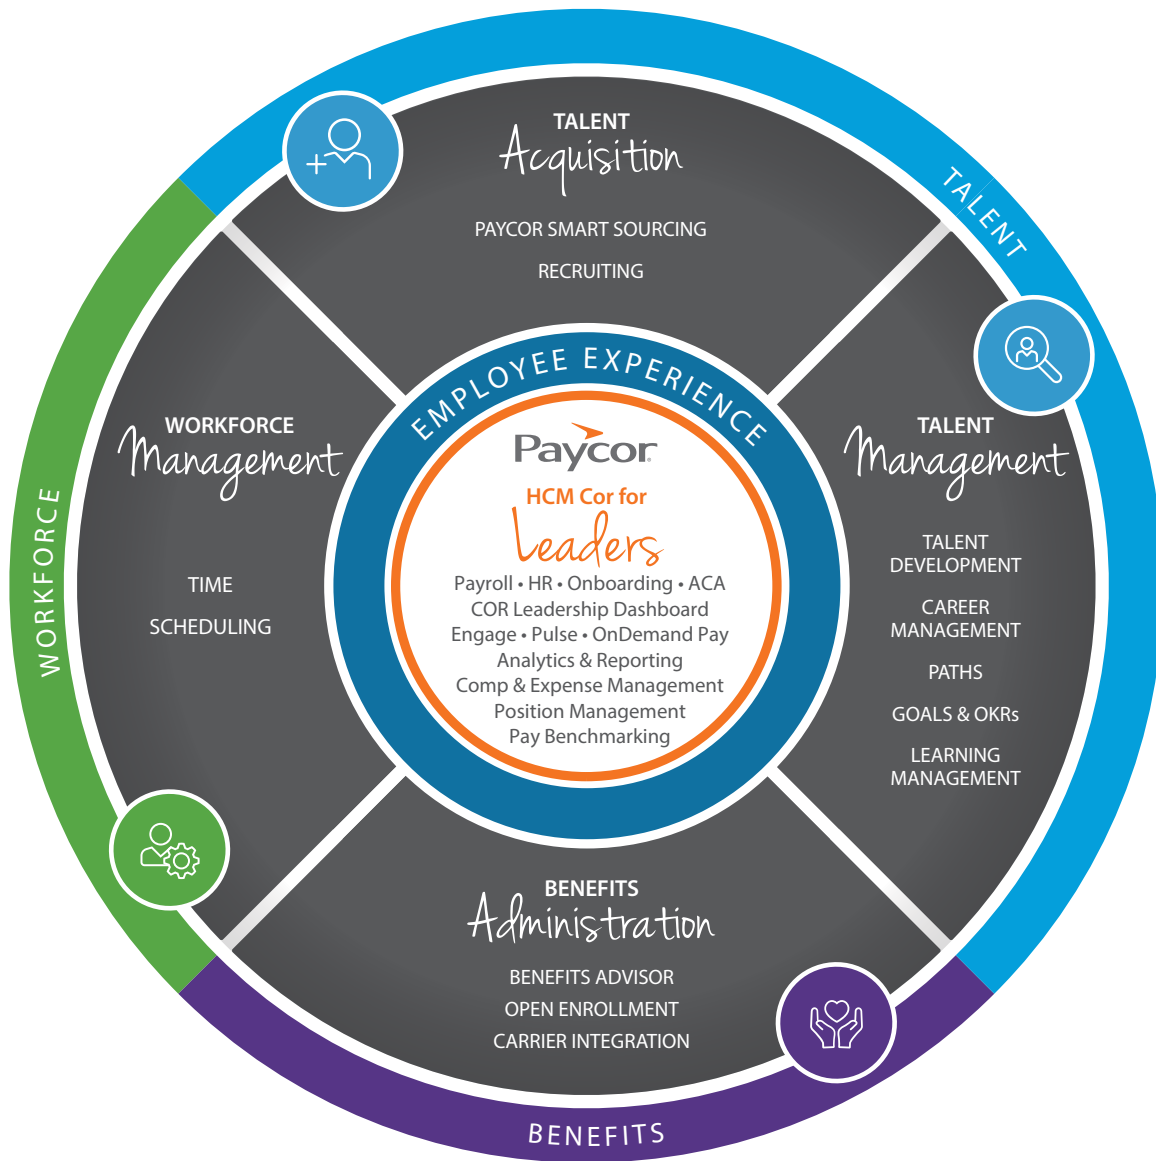 TALENT
Acquisition
PAYCOR SMART SOURCING
RECRUITING
TALENT
EMPLOYEE EXPERIENCE
WORKFORCE
Management
TIME
SCHEDULING
WORKFORCE
Paycor
HCM Cor for
Leaders
Payroll • HR • Onboarding • ACA
COR Leadership Dashboard
Engage • Pulse • OnDemand Pay
Analytics & Reporting
Comp & Expense Management
Position Management
Pay Benchmarking
TALENT
Management
TALENT
DEVELOPMENT
CAREER
MANAGEMENT
PATHS
GOALS & OKRs
LEARNING
MANAGEMENT
BENEFITS
Administration
BENEFITS ADVISOR
OPEN ENROLLMENT
CARRIER INTEGRATION
BENEFITS